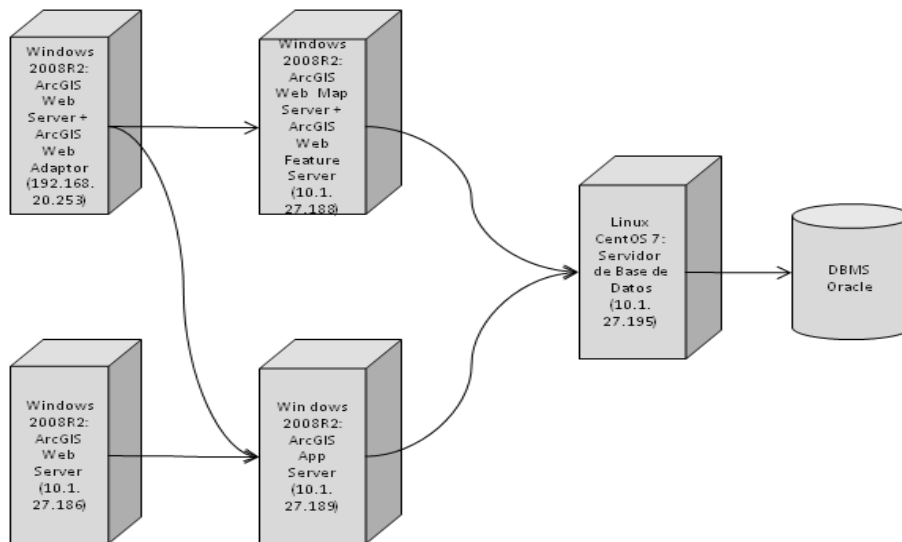 Windows
2008R2:
ArcGIS
Web
Server +
ArcGIS
Web
Adaptor
(192.168.
20.253)
Windows
2008R2:
ArcGIS
Web Map
Server +
ArcGIS
Web
Feature
Server
(10.1.
27.188)
Linux
CentOS 7:
Servidor
de Base de
Datos
(10.1.
27.195)
DBMS
Oracle
Windows
2008R2:
ArcGIS
Web
Server
(10.1.
27.186)
Windows
2008R2:
ArcGIS
App
Server
(10.1.
27.189)